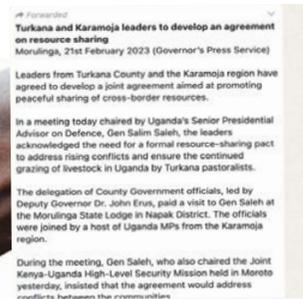 Forwarded
Turkana and Karamoja leaders to develop an agreement
on resource sharing
Morulinga, 21st February 2023 (Governor's Press Service)
Leaders from Turkana County and the Karamoja region have
agreed to develop a joint agreement aimed at promoting
peaceful sharing of cross-border resources.
In a meeting today chaired by Uganda's Senior Presidential
Advisor on Defence, Gen Salim Saleh, the leaders
acknowledged the need for a formal resource-sharing pact
to address rising conflicts and ensure the continued
grazing of livestock in Uganda by Turkana pastoralists.
The delegation of County Government officials, led by
Deputy Governor Dr. John Erus, paid a visit to Gen Saleh at
the Morulinga State Lodge in Napak District. The officials
were joined by a host of Uganda MPs from the Karamoja
region.
During the meeting, Gen Saleh, who also chaired the Joint
Kenya-Uganda High-Level Security Mission held in Moroto
yesterday, insisted that the agreement would address
conflicts between the communities